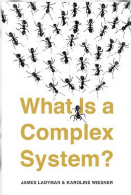 What Is a
Complex
System?
JAMES LADYMAN & KAROLINE WIESNER